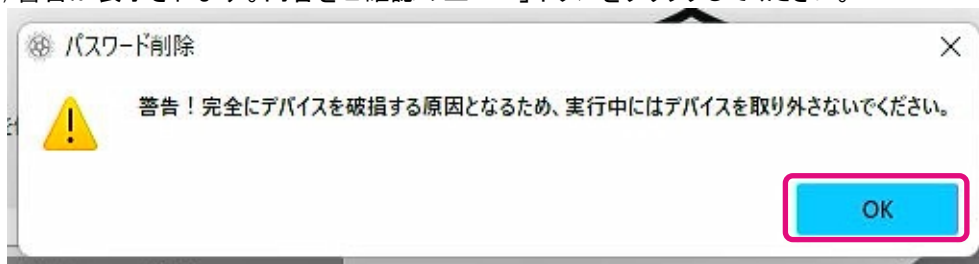 パスワード削除
警告！完全にデバイスを破損する原因となるため、実行中にはデバイスを取り外さないでください。
OK